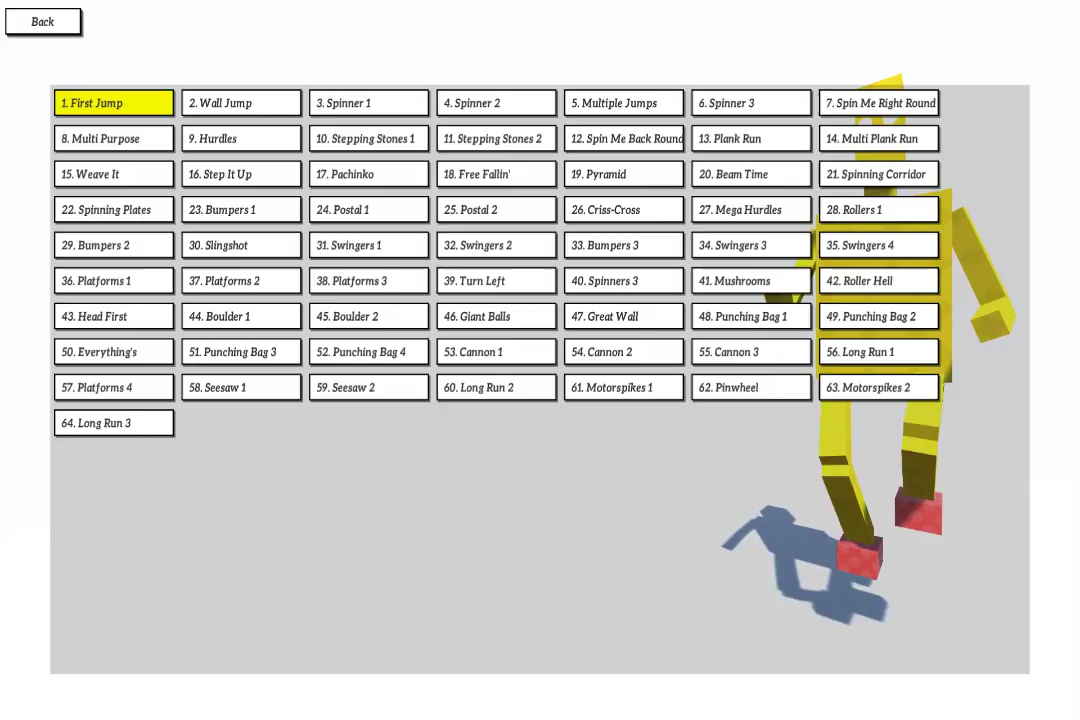 Back
1. First Jump
2. Wall Jump
3. Spinner 1
4. Spinner 2
5. Multiple Jumps
6. Spinner 3
7. Spin Me Right Round
8. Multi Purpose
9. Hurdles
10. Stepping Stones 1
11. Stepping Stones 2
12. Spin Me Back Round
13. Plank Run
14. Multi Plank Run
15. Weave It
16. Step It Up
17. Pachinko
18. Free Fallin'
19. Pyramid
20. Beam Time
21. Spinning Corridor
22. Spinning Plates
23. Bumpers 1
24. Postal 1
25. Postal 2
26. Criss-Cross
27. Mega Hurdles
28. Rollers 1
29. Bumpers 2
30. Slingshot
31. Swingers 1
32. Swingers 2
33. Bumpers 3
34. Swingers 3
35. Swingers 4
36. Platforms 1
37. Platforms 2
38. Platforms 3
39. Turn Left
40. Spinners 3
41. Mushrooms
42. Roller Hell
43. Head First
44. Boulder 1
45. Boulder 2
46. Giant Balls
47. Great Wall
48. Punching Bag 1
49. Punching Bag 2
50. Everything's
51. Punching Bag 3
52. Punching Bag 4
53. Cannon 1
54. Cannon 2
55. Cannon 3
56. Long Run 1
57. Platforms 4
58. Seesaw 1
59. Seesaw 2
60. Long Run 2
61. Motorspikes 1
62. Pinwheel
63. Motorspikes 2
64. Long Run 3